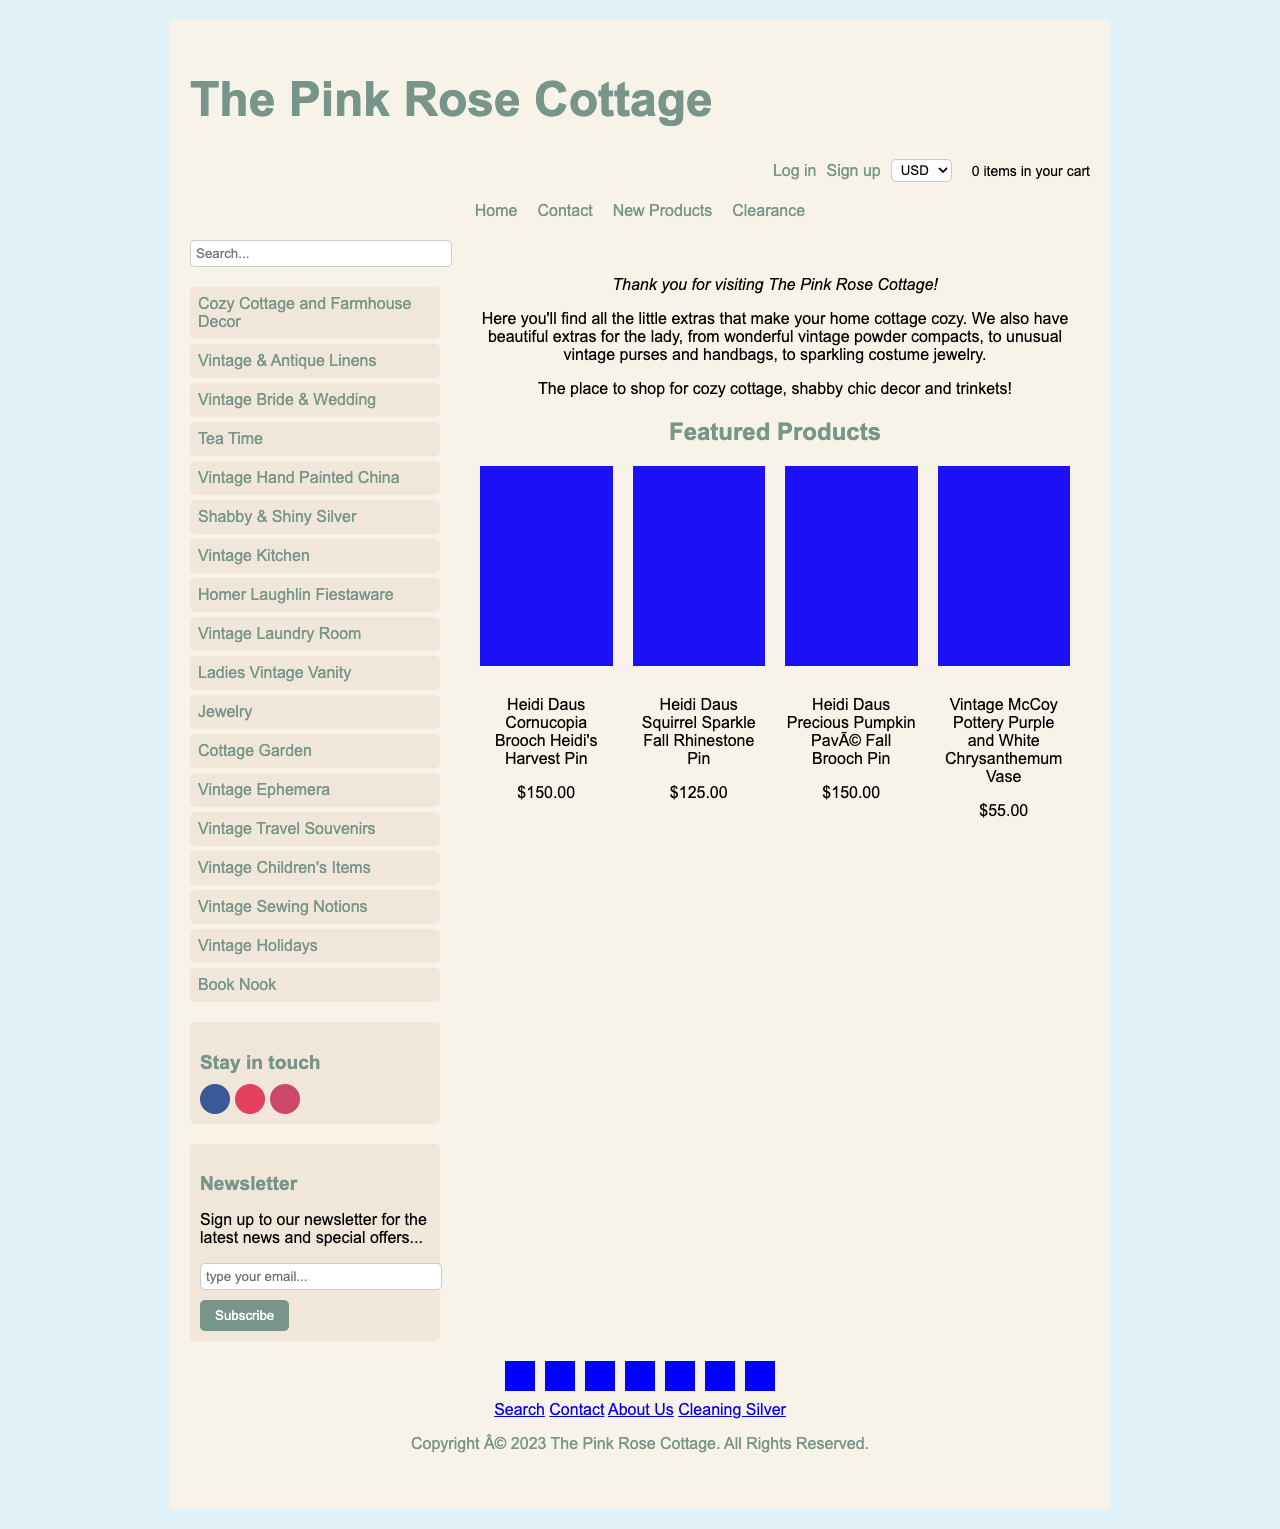 The Pink Rose Cottage
Log in Sign up USD 0 items in your cart
Home Contact New Products Clearance
Search...
Cozy Cottage and Farmhouse
Decor
Vintage & Antique Linens
Vintage Bride & Wedding
Tea Time
Vintage Hand Painted China
Shabby & Shiny Silver
Vintage Kitchen
Homer Laughlin Fiestaware
Vintage Laundry Room
Ladies Vintage Vanity
Jewelry
Cottage Garden
Vintage Ephemera
Vintage Travel Souvenirs
Vintage Children's Items
Vintage Sewing Notions
Vintage Holidays
Book Nook
Stay in touch
Newsletter
Sign up to our newsletter for the
latest news and special offers...
type your email...
Subscribe
Thank you for visiting The Pink Rose Cottage!
Here you'll find all the little extras that make your home cottage cozy. We also have
beautiful extras for the lady, from wonderful vintage powder compacts, to unusual
vintage purses and handbags, to sparkling costume jewelry.
The place to shop for cozy cottage, shabby chic decor and trinkets!
Featured Products
Heidi Daus
Cornucopia
Brooch Heidi's
Harvest Pin
$150.00
Heidi Daus
Squirrel Sparkle
Fall Rhinestone
Pin
$125.00
Heidi Daus
Precious Pumpkin
PavÃ© Fall
Brooch Pin
$150.00
Vintage McCoy
Pottery Purple
and White
Chrysanthemum
Vase
$55.00
Search Contact About Us Cleaning Silver
Copyright Â© 2023 The Pink Rose Cottage. All Rights Reserved.